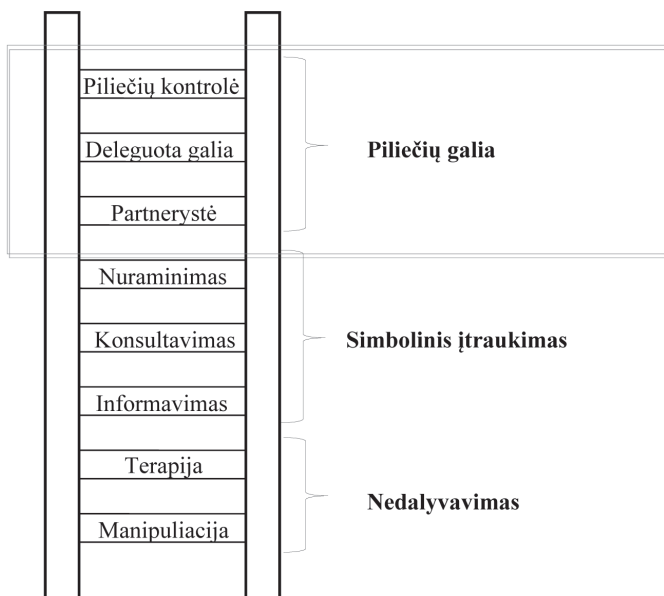 Piliečių kontrolė
Deleguota galia
Partnerystė
Piliečių galia
Nuraminimas
Konsultavimas
Informavimas
Simbolinis įtraukimas
Terapija
Manipuliacija
Nedalyvavimas